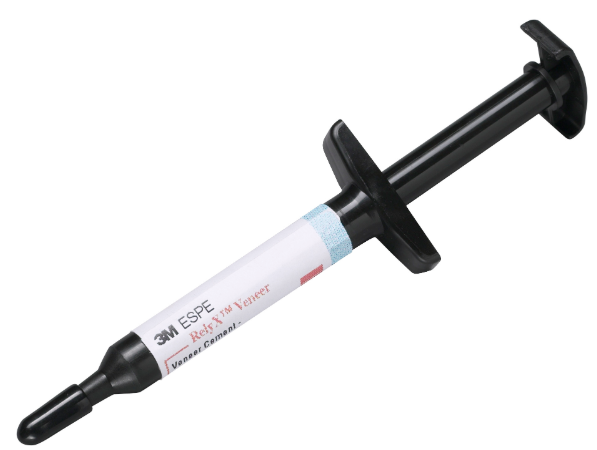 3M ESPE
RelyX™ Veneer
Veneer Cement -